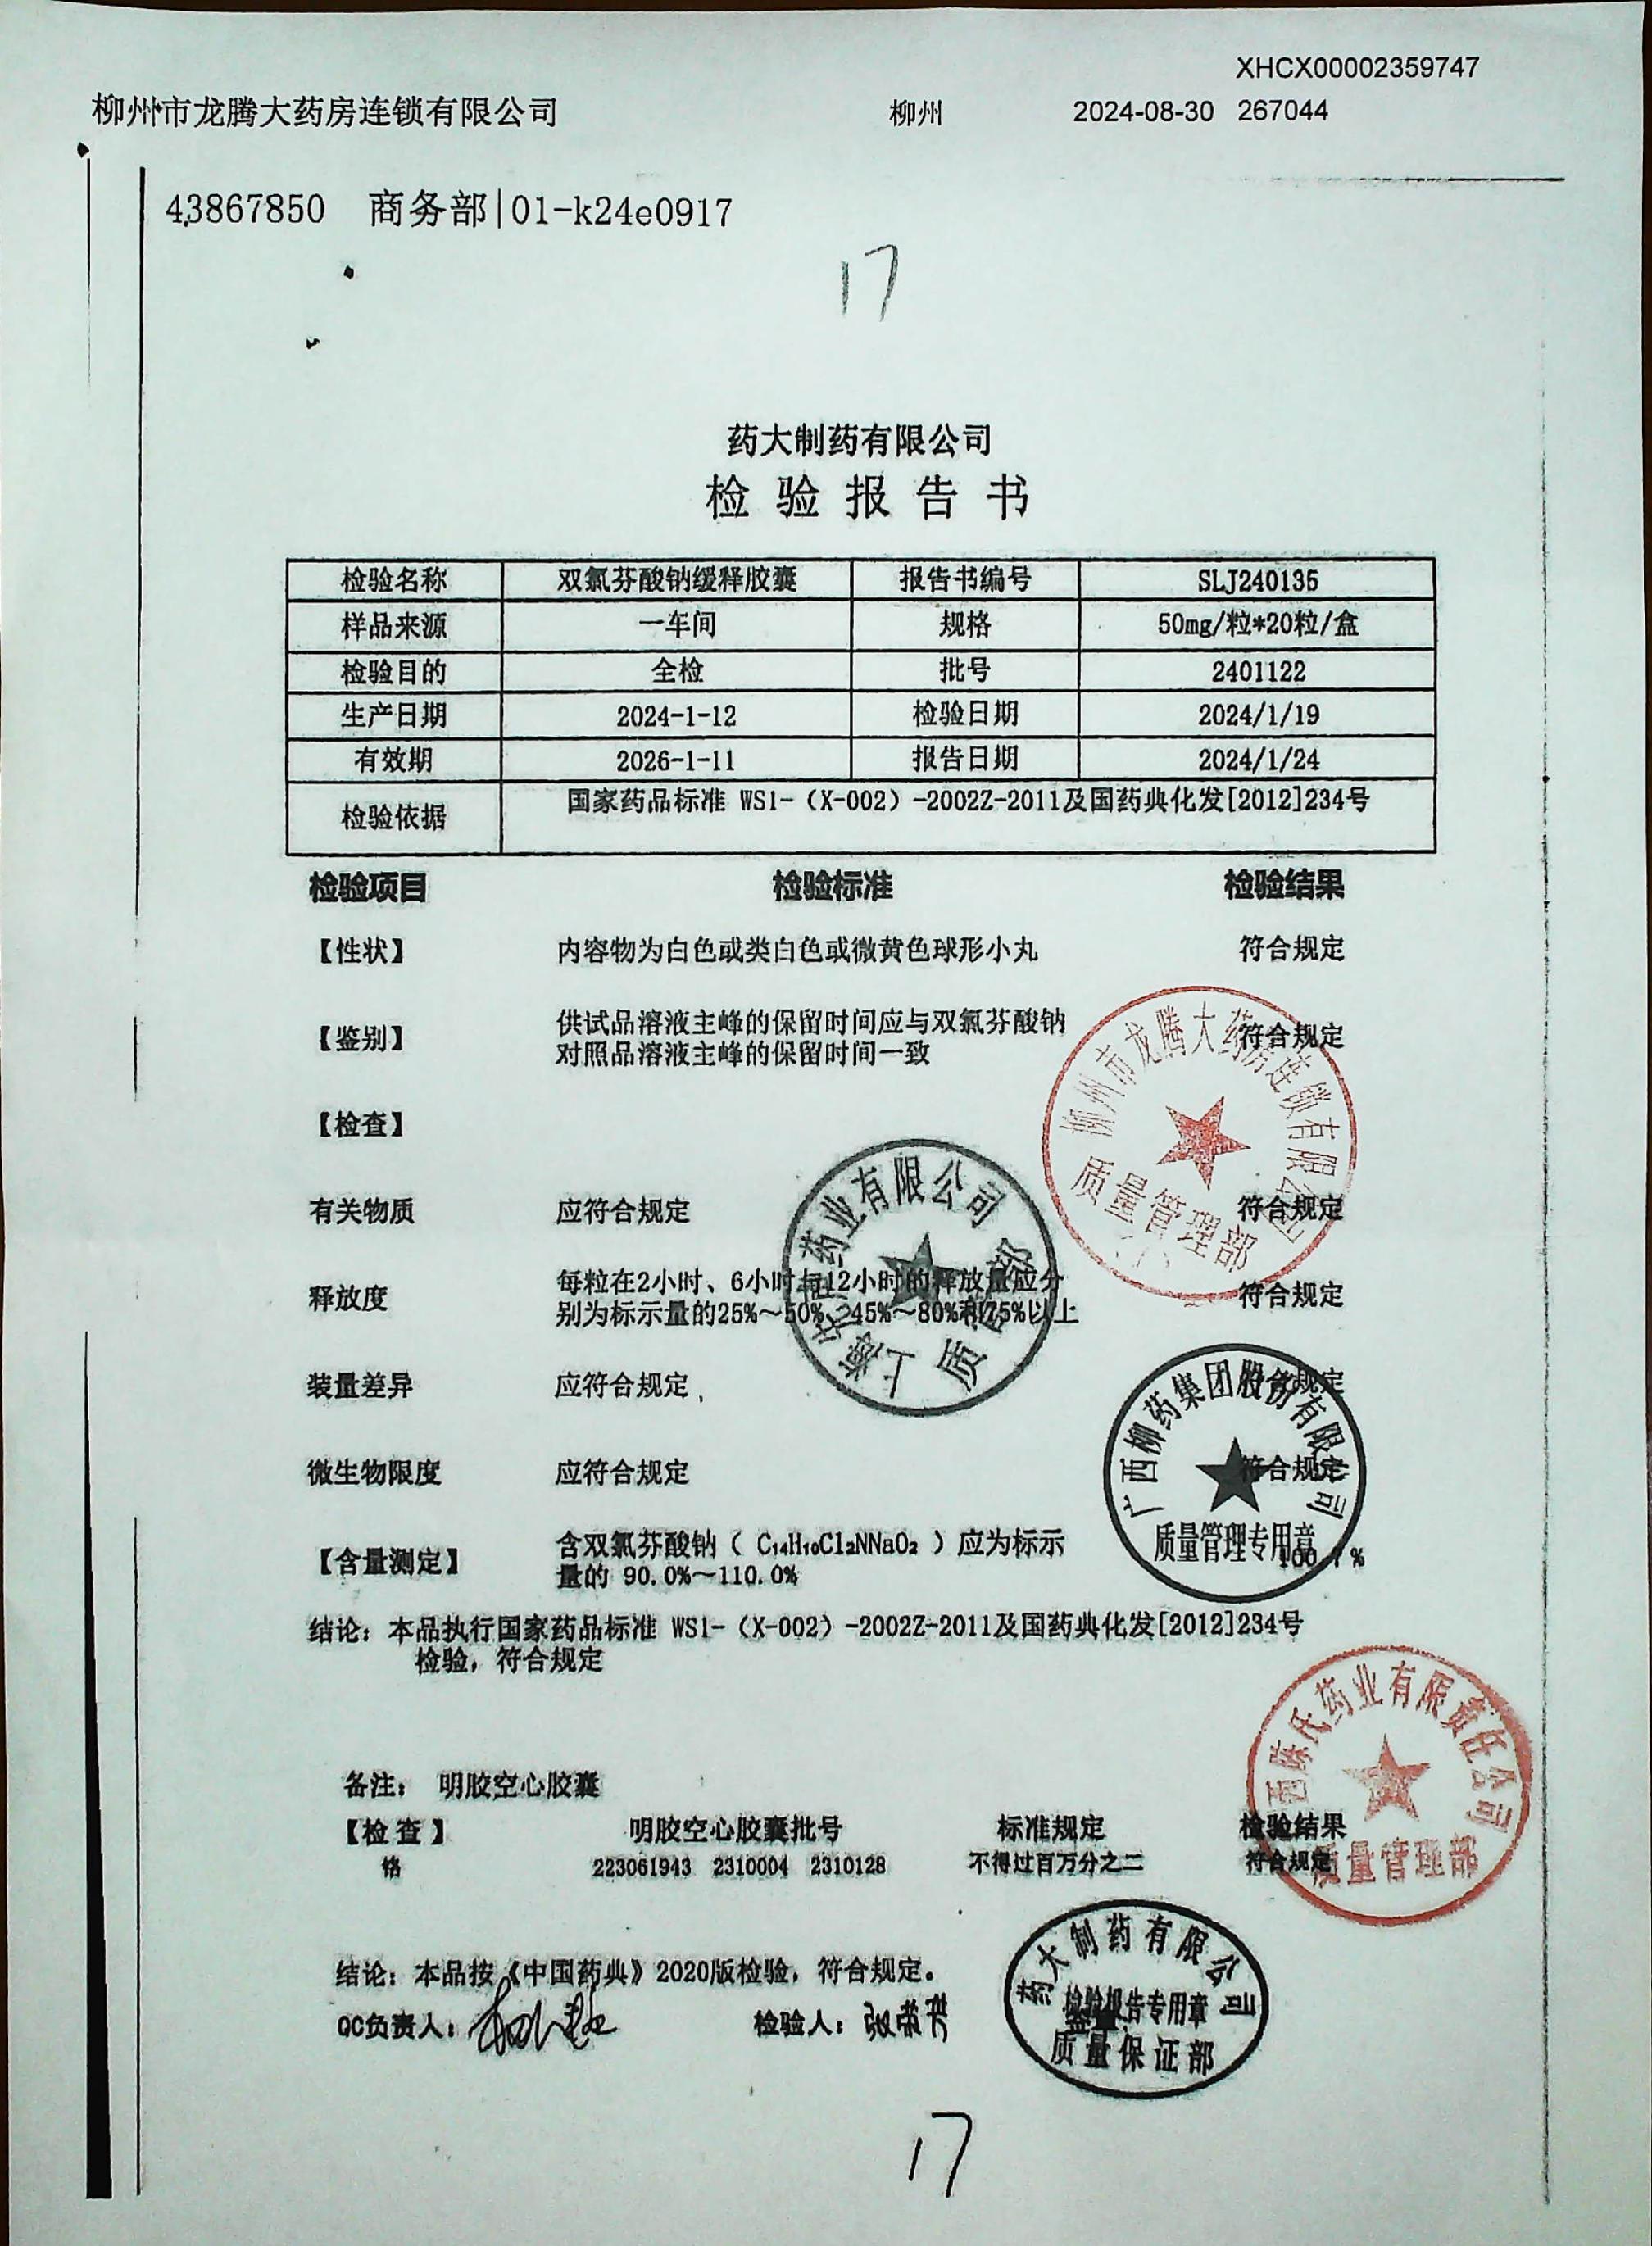 XHCX00002359747
柳州市龙腾大药房连锁有限公司 柳州 2024-08-30 267044
43867850 商务部|01-k24e0917
17
药大制药有限公司
检验报告书
检验名称 双氯芬酸钠缓释胶囊 报告书编号 SLJ240135
样品来源 一车间 规格 50mg/粒*20粒/盒
检验目的 全检 批号 2401122
生产日期 2024-1-12 检验日期 2024/1/19
有效期 2026-1-11 报告日期 2024/1/24
检验依据 国家药品标准 WS1-（X-002）-2002Z-2011及国药典化发[2012]234号
检验项目 检验标准 检验结果
【性状】 内容物为白色或类白色或微黄色球形小丸 符合规定
【鉴别】 供试品溶液主峰的保留时间应与双氯芬酸钠 符合规定
对照品溶液主峰的保留时间一致
【检查】
有关物质 应符合规定 符合规定
释放度 每粒在2小时、6小时与12小时的释放量应分 符合规定
别为标示量的25%～50%、45%～80%和75%以上
装量差异 应符合规定 符合规定
微生物限度 应符合规定 符合规定
【含量测定】 含双氯芬酸钠（ C₁₄H₁₀Cl₂NNaO₂ ）应为标示
量的 90.0%～110.0%
结论：本品执行国家药品标准 WS1-（X-002）-2002Z-2011及国药典化发[2012]234号
检验，符合规定
备注： 明胶空心胶囊
【检查】 明胶空心胶囊批号 标准规定 检验结果
铬 223061943 2310004 2310128 不得过百万分之二 符合规定
结论：本品按《中国药典》2020版检验，符合规定。
QC负责人： 检验人：
17
柳州市龙腾大药房连锁有限公司
质量管理部
药业有限公司
广西柳药集团股份有限公司
质量管理专用章
西陈氏药业有限责任公司
质量管理部
药大制药有限公司
检验报告专用章
质量保证部